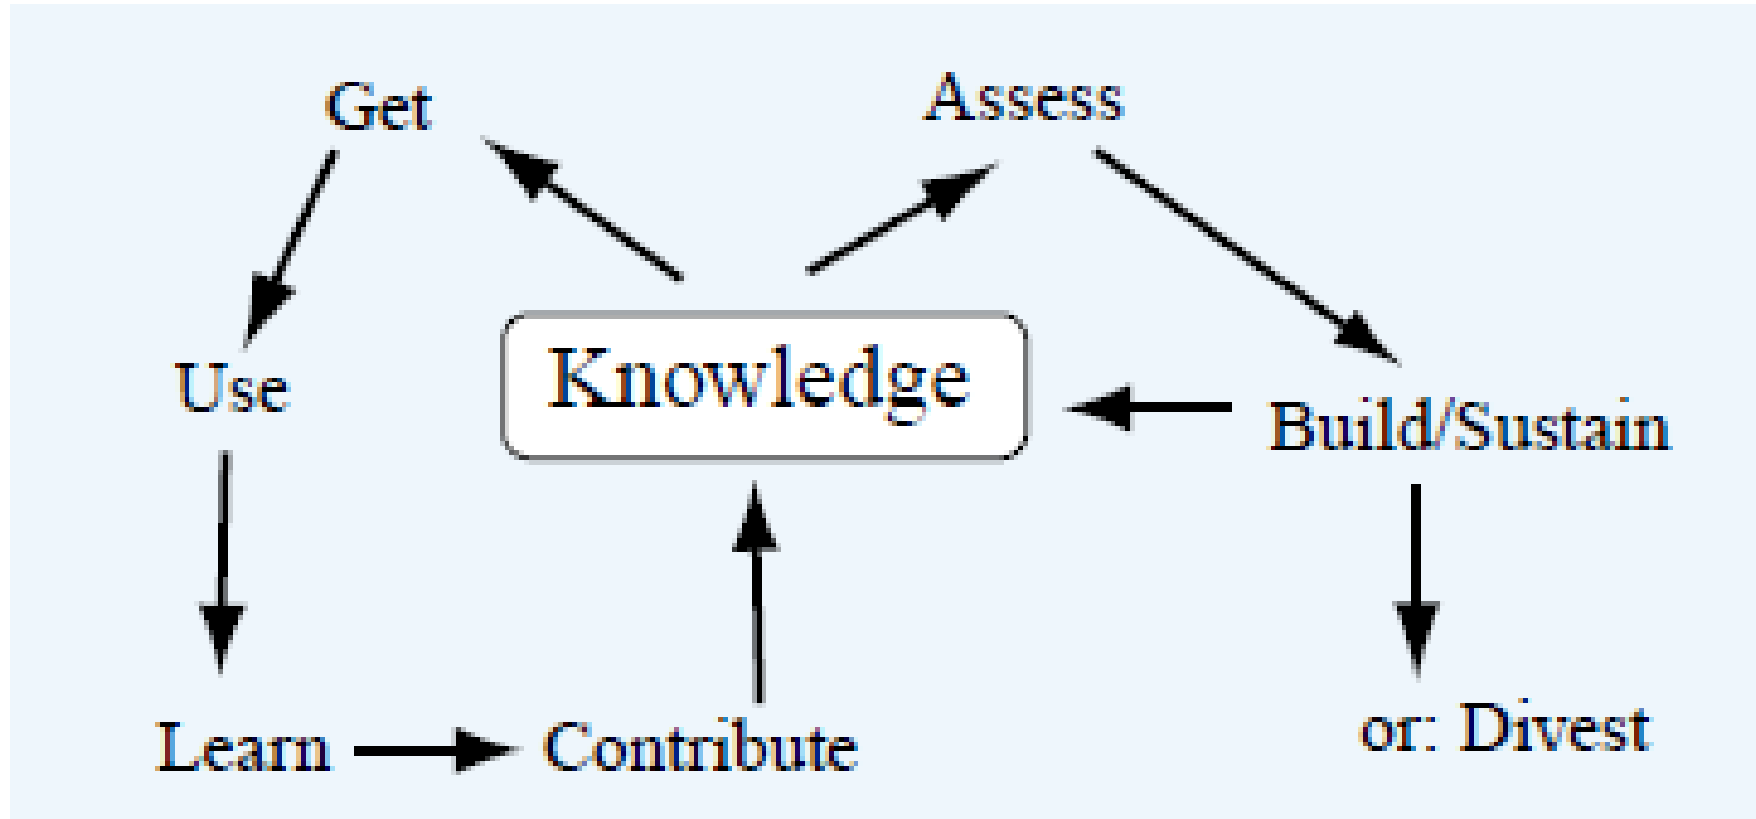 Get
Assess
Use
Knowledge
Build/Sustain
Learn
Contribute
or: Divest